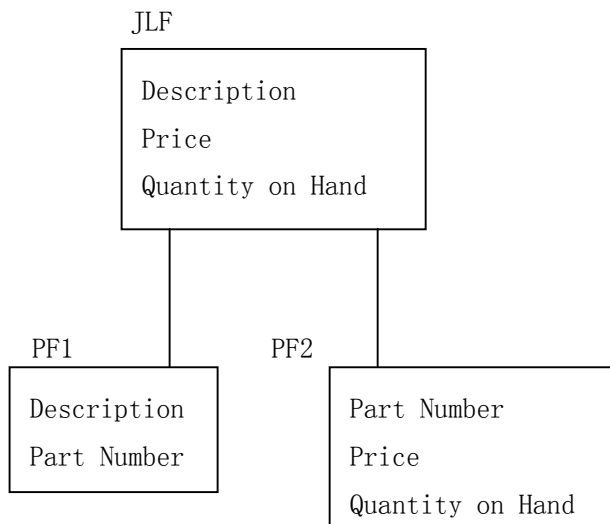 JLF
Description
Price
Quantity on Hand
PF1
PF2
Description
Part Number
Part Number
Price
Quantity on Hand